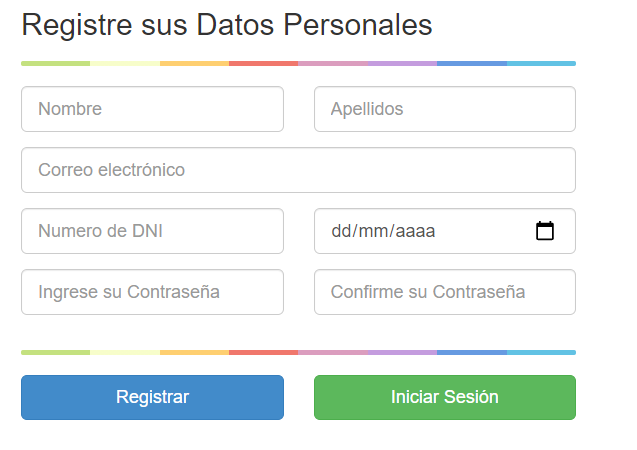 Registre sus Datos Personales
Nombre
Apellidos
Correo electrónico
Numero de DNI
dd/mm/aaaa
Ingrese su Contraseña
Confirme su Contraseña
Registrar
Iniciar Sesión